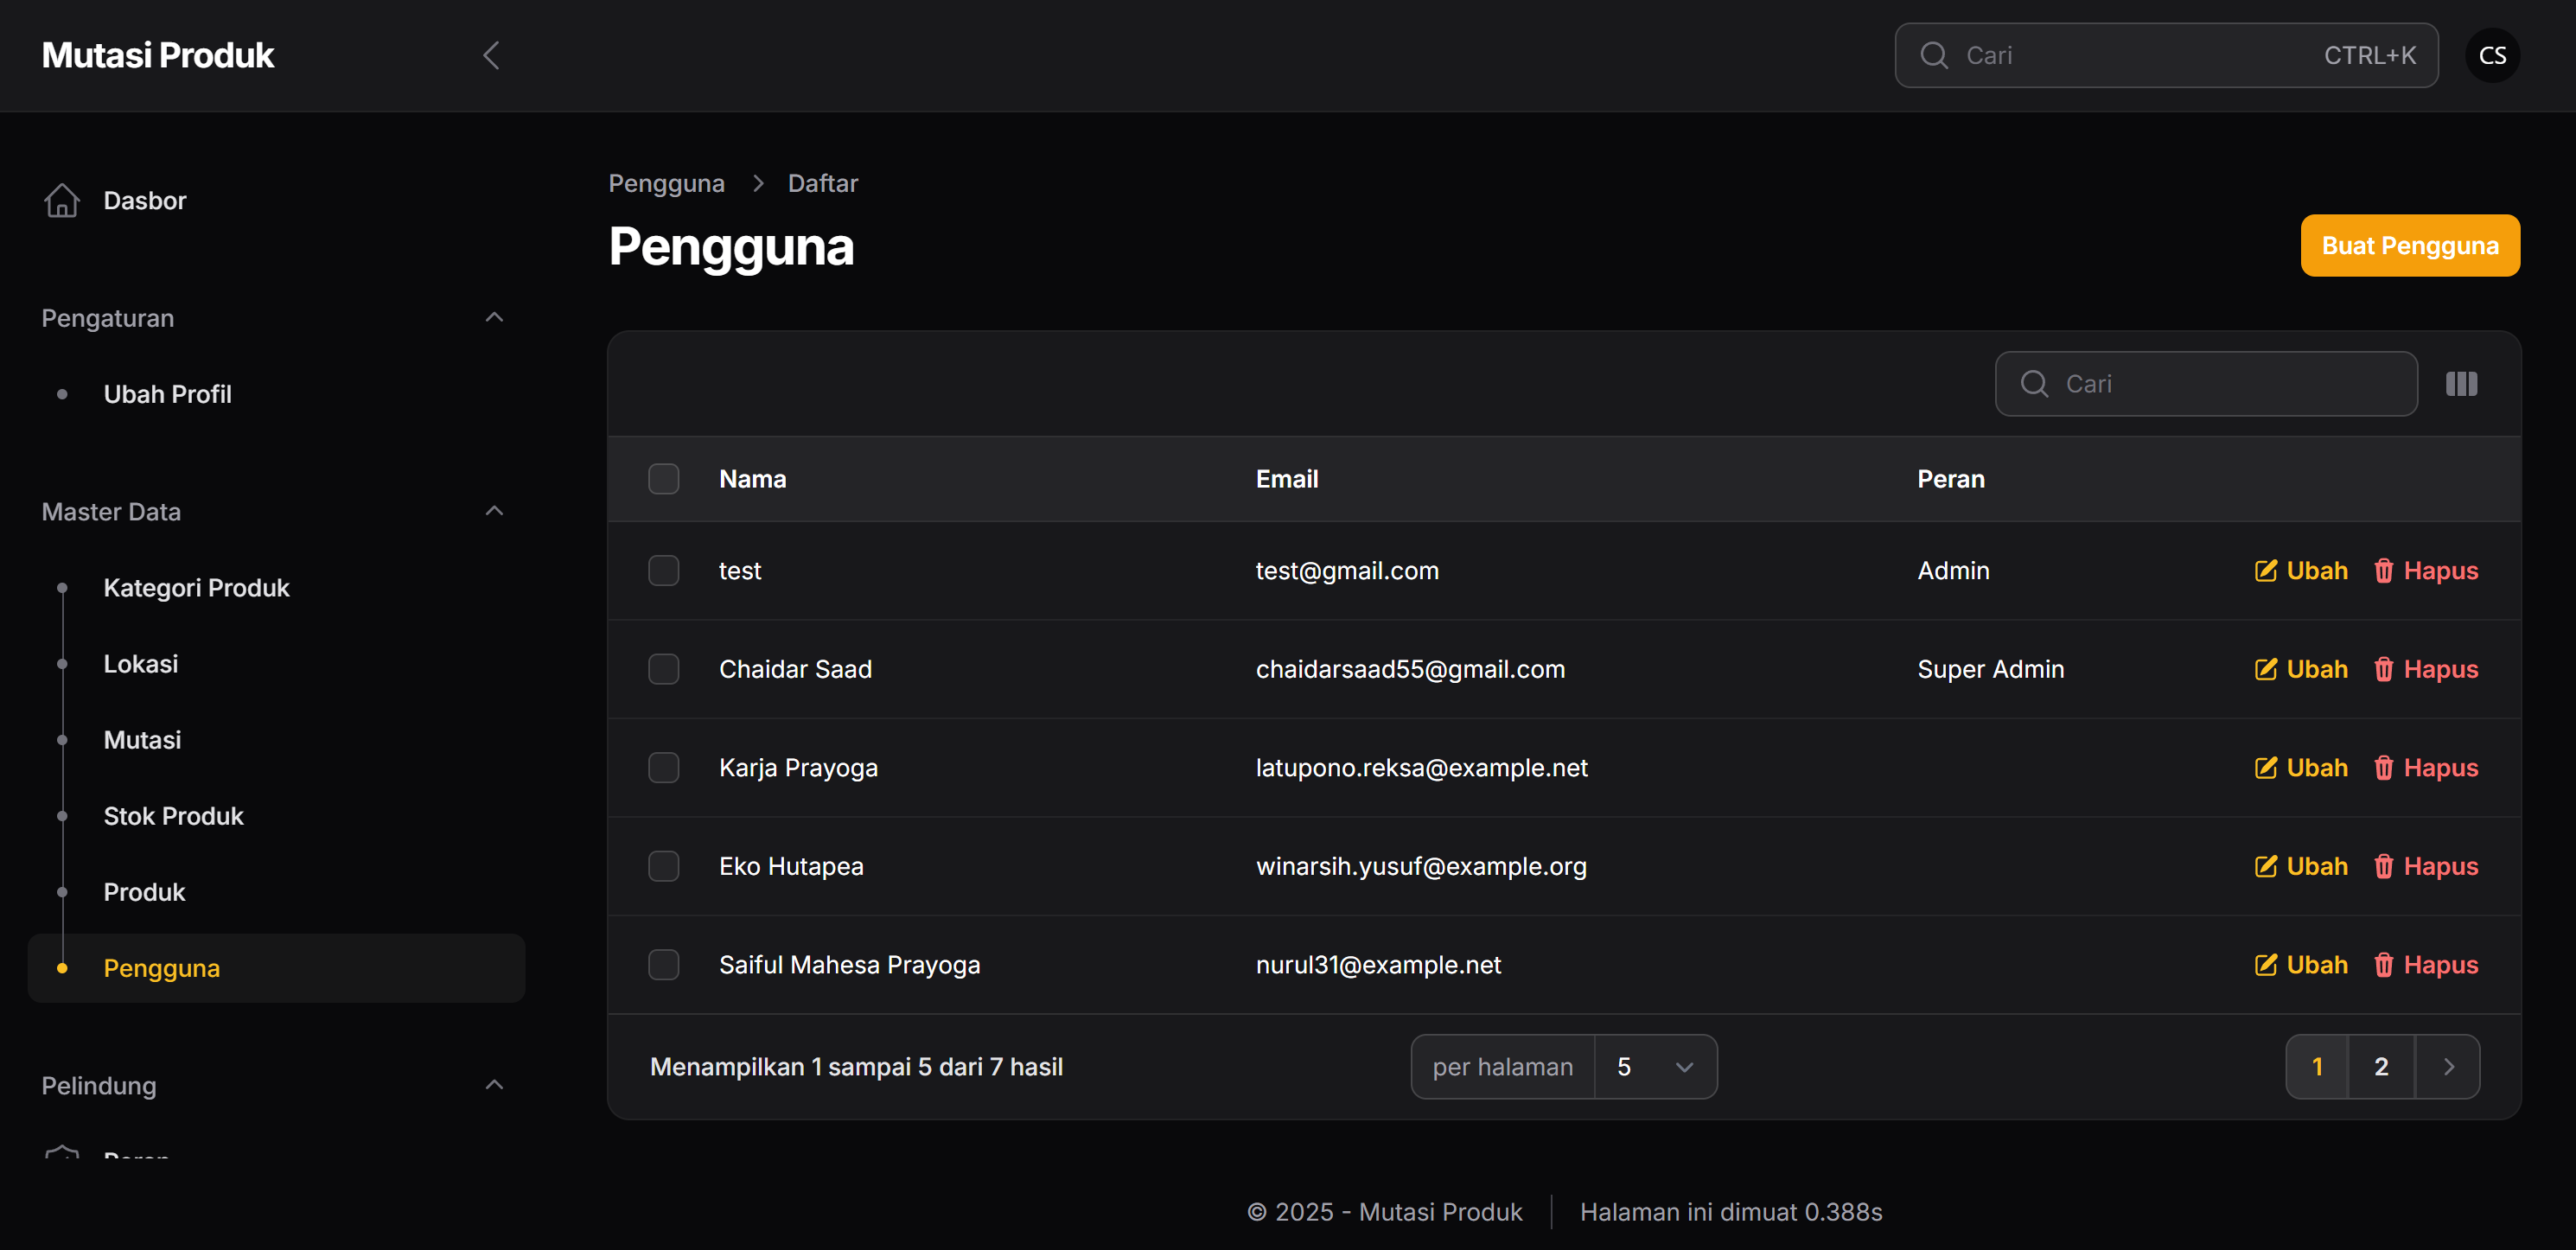 Mutasi Produk
Cari CTRL+K CS
Dasbor
Pengaturan
Ubah Profil
Master Data
Kategori Produk
Lokasi
Mutasi
Stok Produk
Produk
Pengguna
Pelindung
Peran
Pengguna > Daftar
Pengguna
Buat Pengguna
Cari
Nama Email Peran
test test@gmail.com Admin Ubah Hapus
Chaidar Saad chaidarsaad55@gmail.com Super Admin Ubah Hapus
Karja Prayoga latupono.reksa@example.net Ubah Hapus
Eko Hutapea winarsih.yusuf@example.org Ubah Hapus
Saiful Mahesa Prayoga nurul31@example.net Ubah Hapus
Menampilkan 1 sampai 5 dari 7 hasil per halaman 5 1 2
© 2025 - Mutasi Produk Halaman ini dimuat 0.388s